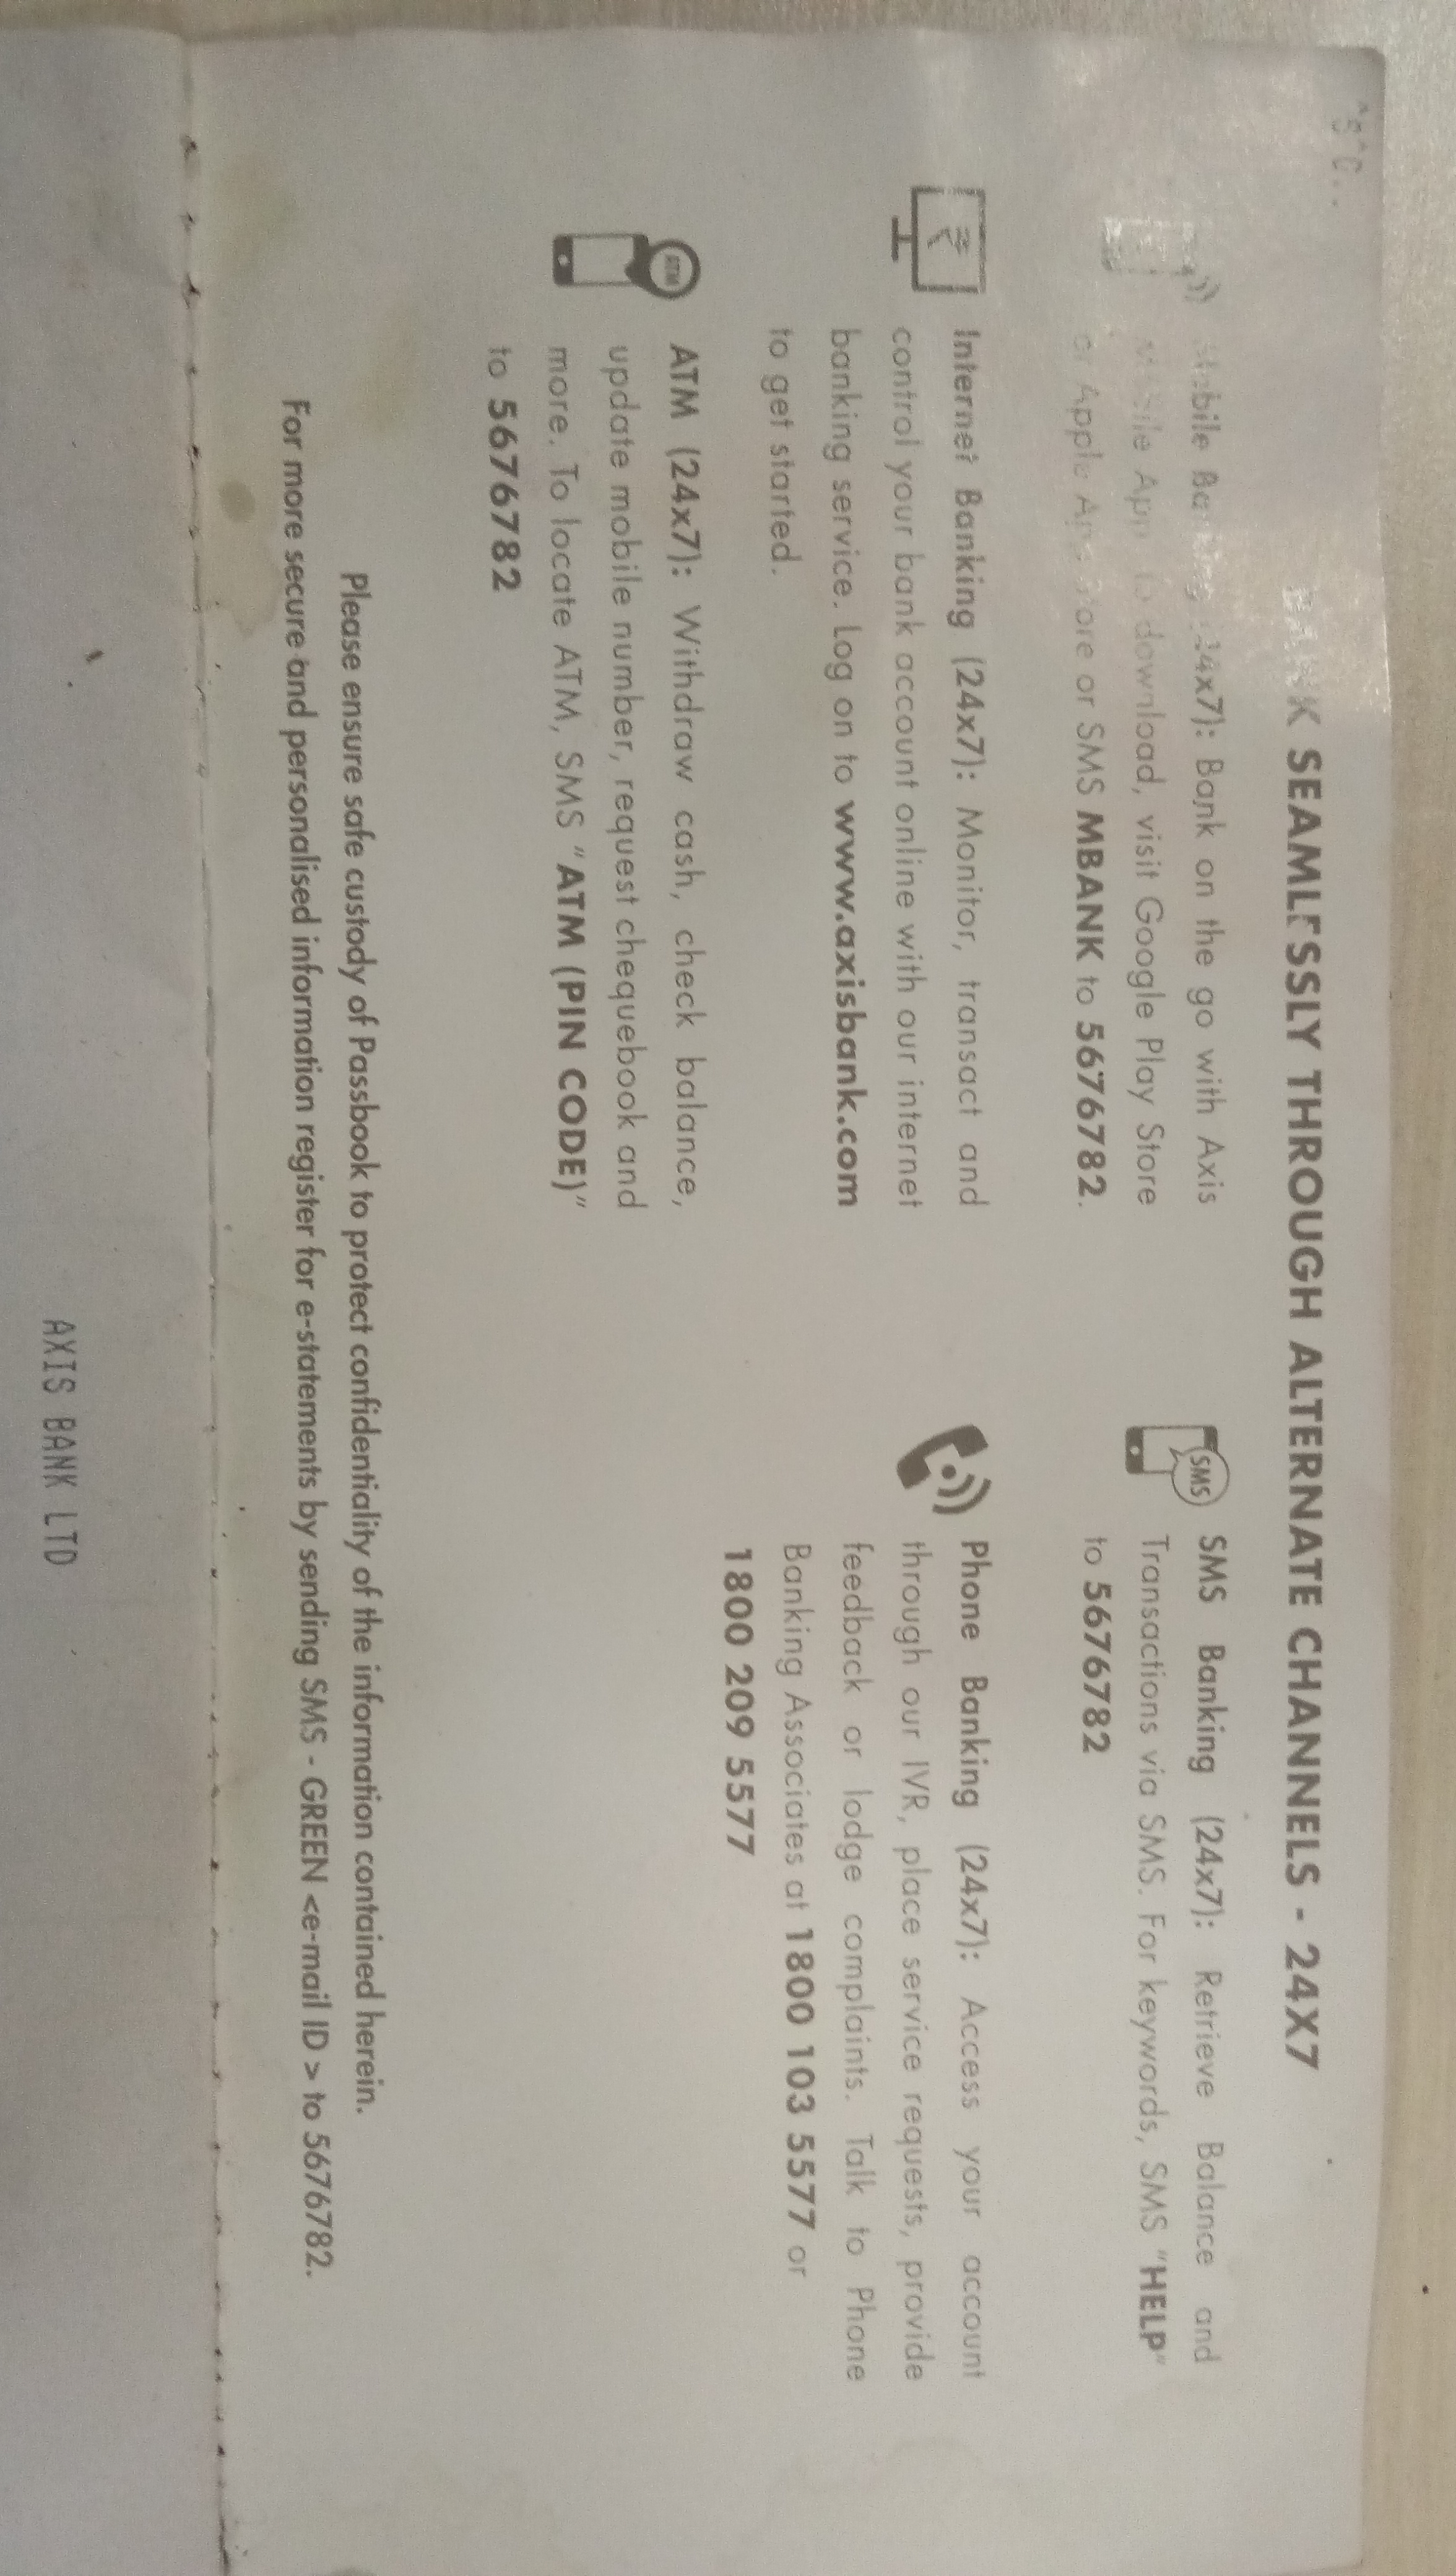 SEAMLESSLY THROUGH ALTERNATE CHANNELS - 24X7
(24x7): Bank on the go with Axis
Mobile App. To download, visit Google Play Store
or Apple App Store or SMS MBANK to 5676782.
Internet Banking (24x7): Monitor, transact and
control your bank account online with our internet
banking service. Log on to www.axisbank.com
to get started.
ATM
ATM (24x7): Withdraw cash, check balance,
update mobile number, request chequebook and
more. To locate ATM, SMS "ATM (PIN CODE)"
to 5676782
SMS
SMS Banking (24x7): Retrieve Balance and
Transactions via SMS. For keywords, SMS "HELP"
to 5676782
Phone Banking (24x7): Access your account
through our IVR, place service requests, provide
feedback or lodge complaints. Talk to Phone
Banking Associates at 1800 103 5577 or
1800 209 5577
Please ensure safe custody of Passbook to protect confidentiality of the information contained herein.
For more secure and personalised information register for e-statements by sending SMS - GREEN <e-mail ID > to 5676782.
AXIS BANK LTD